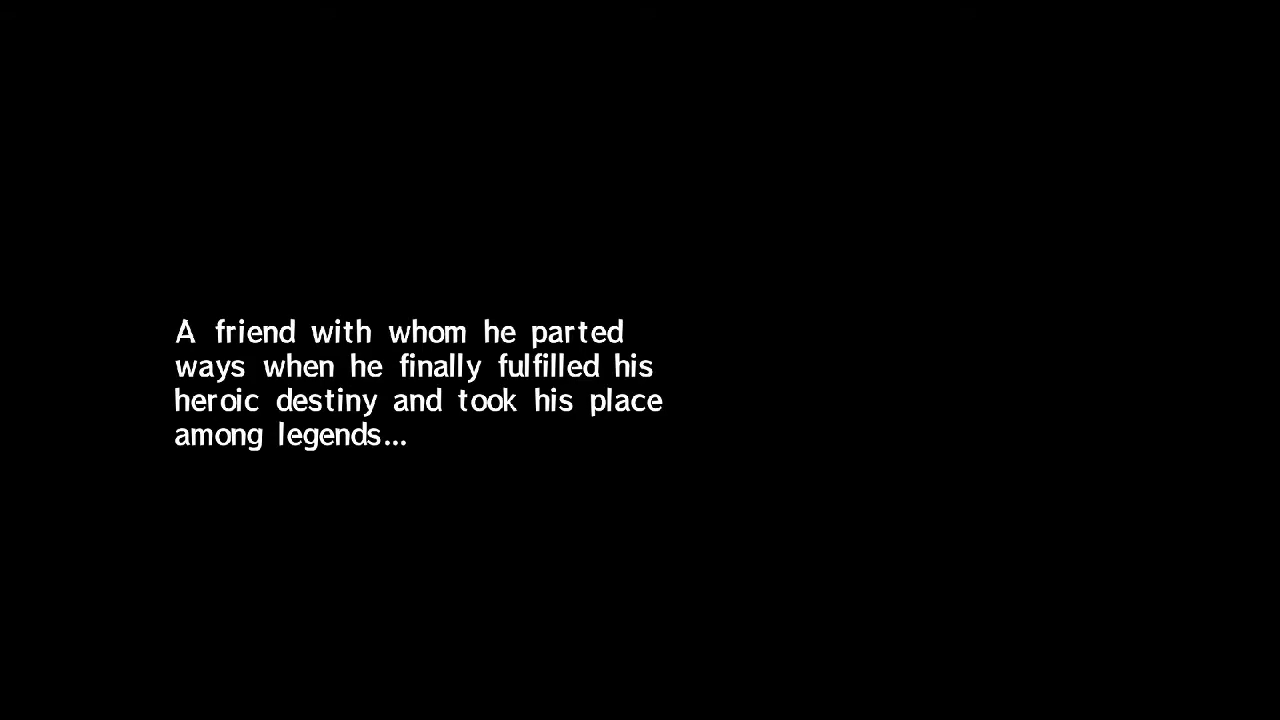 A friend with whom he parted
ways when he finally fulfilled his
heroic destiny and took his place
among legends...